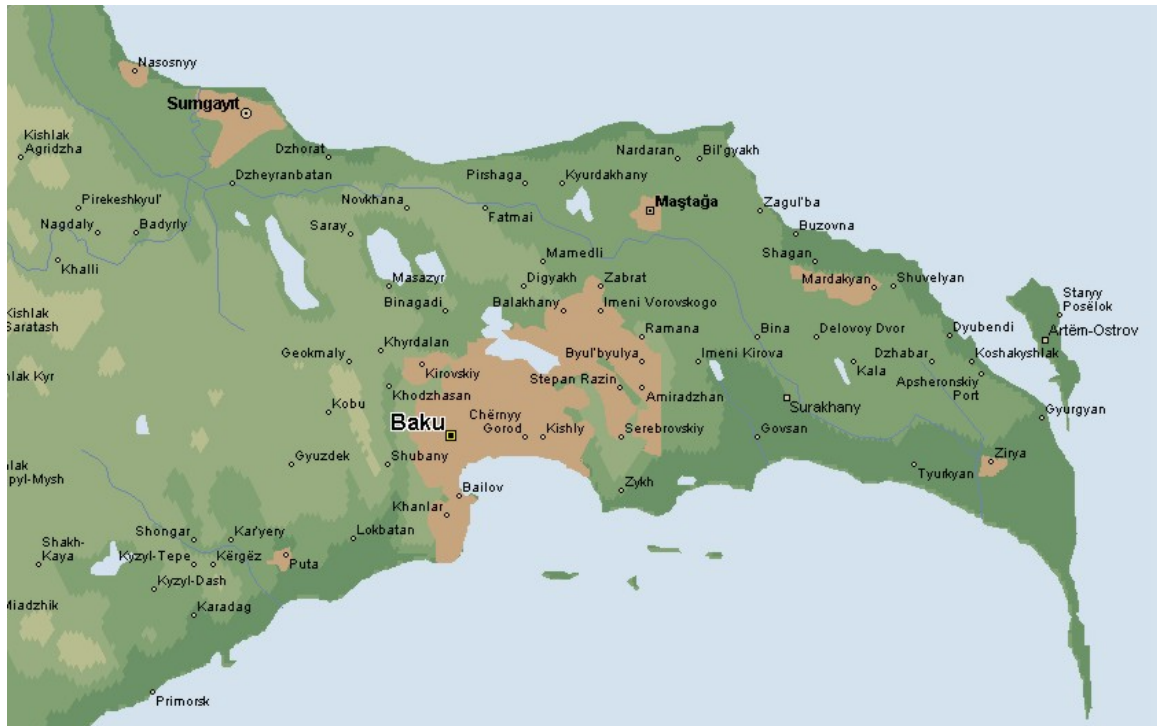 Nasosnyy
Sumgayıt
Kishlak
Agridzha
Dzhorat
Dzheyranbatan
Nardaran
Bil'gyakh
Pirshaga
Kyurdakhany
Pirekeshkyul'
Novkhana
Fatmai
Maştağa
Zagul'ba
Nagdaly
Badyrly
Saray
Buzovna
Khalli
Mamedli
Shagan
Masazyr
Digyakh
Zabrat
Mardakyan
Shuvelyan
Binagadi
Balakhany
Imeni Vorovskogo
Staryy
Posëlok
Kishlak
Saratash
Ramana
Bina
Delovoy Dvor
Dyubendi
Artëm-Ostrov
Geokmaly
Khyrdalan
Kirovskiy
Byul'byulya
Imeni Kirova
Kala
Dzhabar
Koshakyshlak
hlak Kyr
Khodzhasan
Stepan Razin
Amiradzhan
Apsheronskiy
Port
Kobu
Surakhany
Baku
Chërnyy
Gorod
Kishly
Serebrovskiy
Govsan
Gyurgyan
Gyuzdek
Shubany
Tyurkyan
Zirya
lak
pyl-Mysh
Bailov
Zykh
Khanlar
Shongar
Kar'yery
Lokbatan
Shakh-
Kaya
Kyzyl-Tepe
Kërgëz
Puta
Kyzyl-Dash
Miadzhik
Karadag
Primorsk